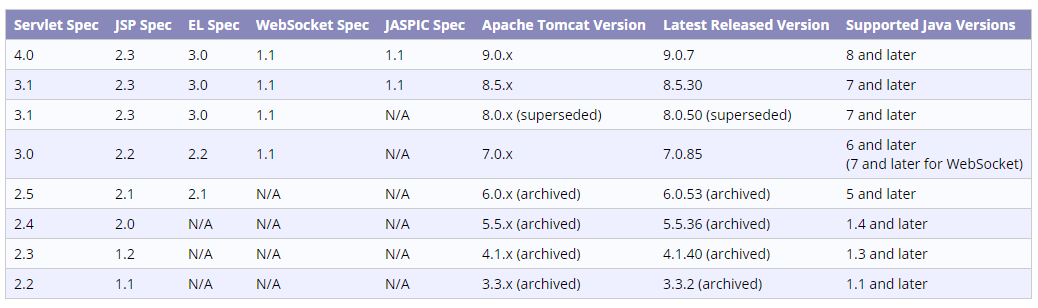 Servlet Spec JSP Spec EL Spec WebSocket Spec JASPIC Spec Apache Tomcat Version Latest Released Version Supported Java Versions
4.0 2.3 3.0 1.1 1.1 9.0.x 9.0.7 8 and later
3.1 2.3 3.0 1.1 1.1 8.5.x 8.5.30 7 and later
3.1 2.3 3.0 1.1 N/A 8.0.x (superseded) 8.0.50 (superseded) 7 and later
3.0 2.2 2.2 1.1 N/A 7.0.x 7.0.85 6 and later
(7 and later for WebSocket)
2.5 2.1 2.1 N/A N/A 6.0.x (archived) 6.0.53 (archived) 5 and later
2.4 2.0 N/A N/A N/A 5.5.x (archived) 5.5.36 (archived) 1.4 and later
2.3 1.2 N/A N/A N/A 4.1.x (archived) 4.1.40 (archived) 1.3 and later
2.2 1.1 N/A N/A N/A 3.3.x (archived) 3.3.2 (archived) 1.1 and later